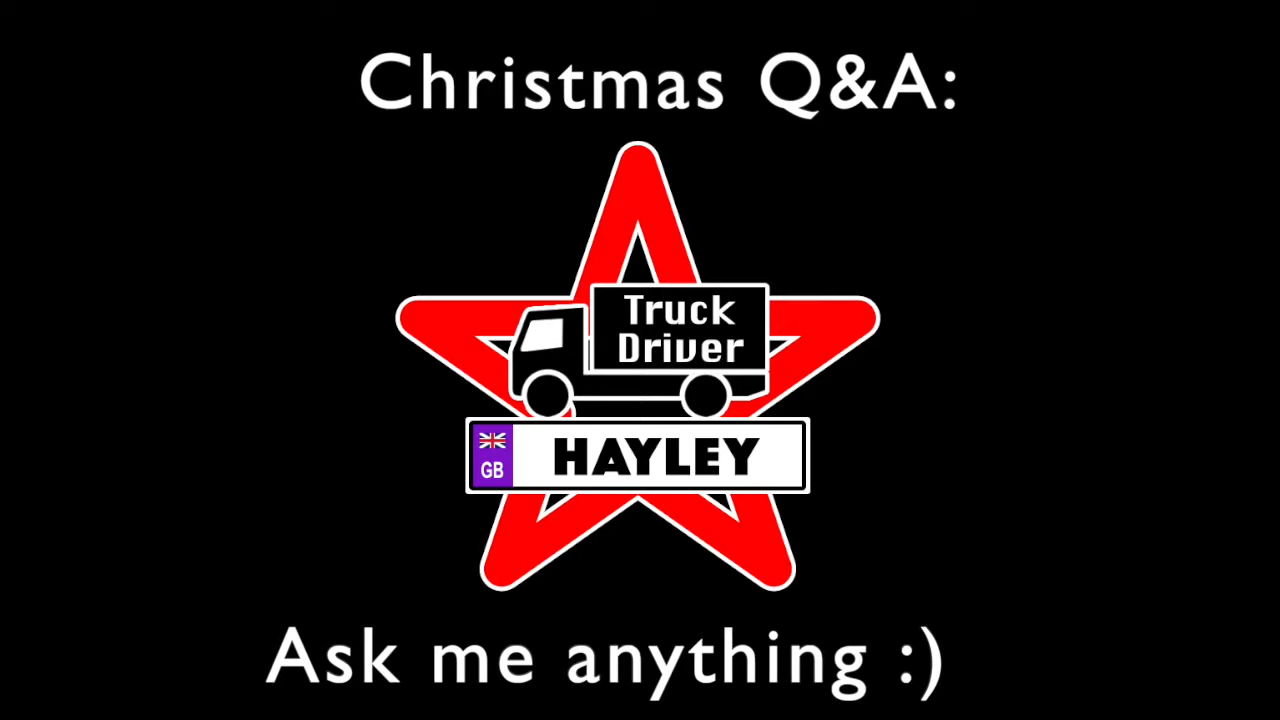 Christmas Q&A:
Truck
Driver
GB
HAYLEY
Ask me anything :)